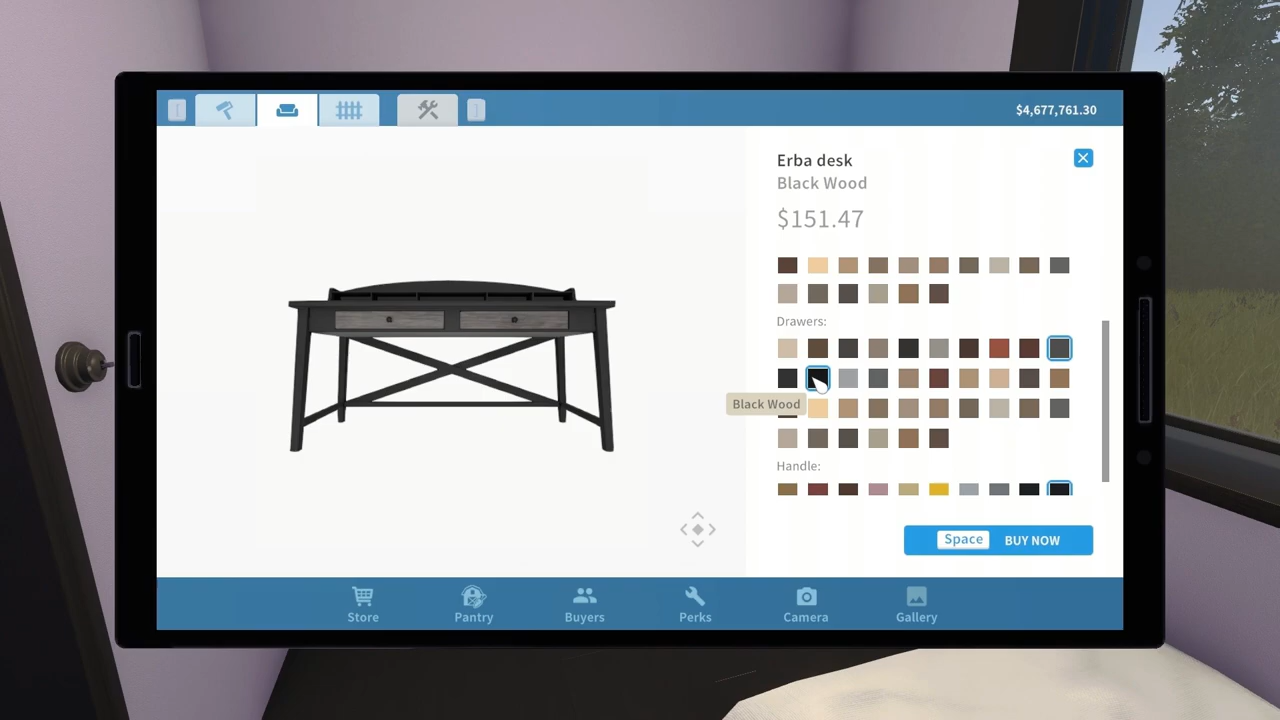 $4,677,761.30
Erba desk
Black Wood
$151.47
Drawers:
Black Wood
Handle:
Space BUY NOW
Store
Pantry
Buyers
Perks
Camera
Gallery